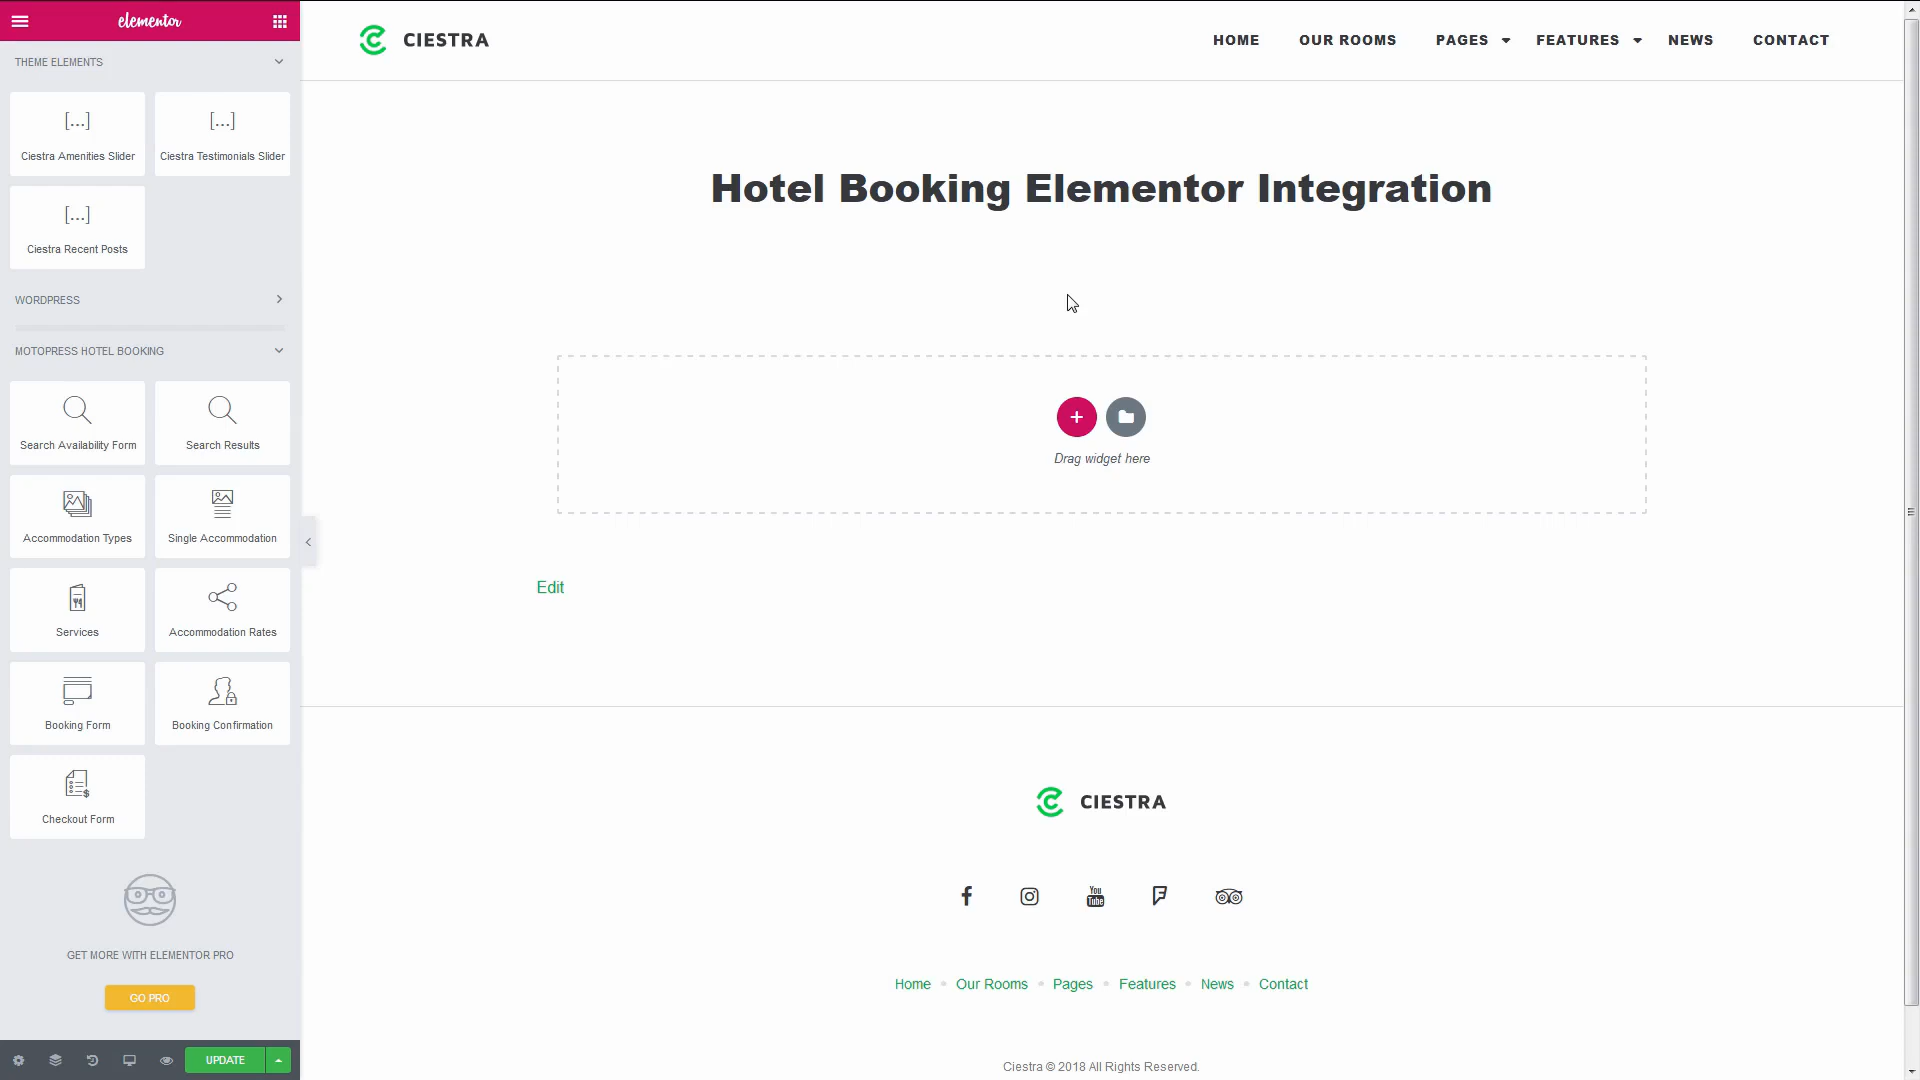 elementor
THEME ELEMENTS
[...]
[...]
Ciestra Amenities Slider
Ciestra Testimonials Slider
[...]
Ciestra Recent Posts
WORDPRESS
MOTOPRESS HOTEL BOOKING
Search Availability Form
Search Results
Accommodation Types
Single Accommodation
Services
Accommodation Rates
Booking Form
Booking Confirmation
Checkout Form
GET MORE WITH ELEMENTOR PRO
GO PRO
UPDATE
CIESTRA
HOME
OUR ROOMS
PAGES
FEATURES
NEWS
CONTACT
Hotel Booking Elementor Integration
Drag widget here
Edit
CIESTRA
You
Tube
Home
Our Rooms
Pages
Features
News
Contact
Ciestra © 2018 All Rights Reserved.